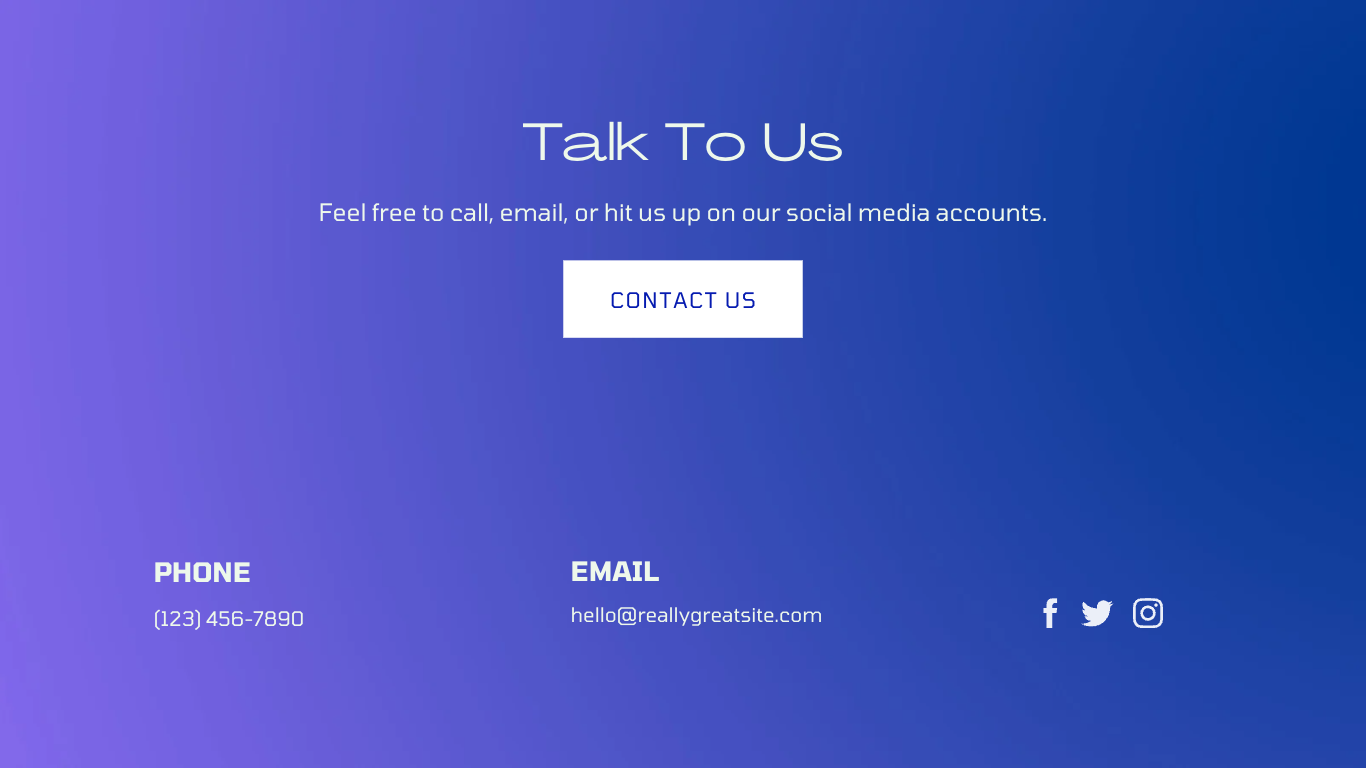 Talk To Us
Feel free to call, email, or hit us up on our social media accounts.
CONTACT US
PHONE
(123) 456-7890
EMAIL
hello@reallygreatsite.com